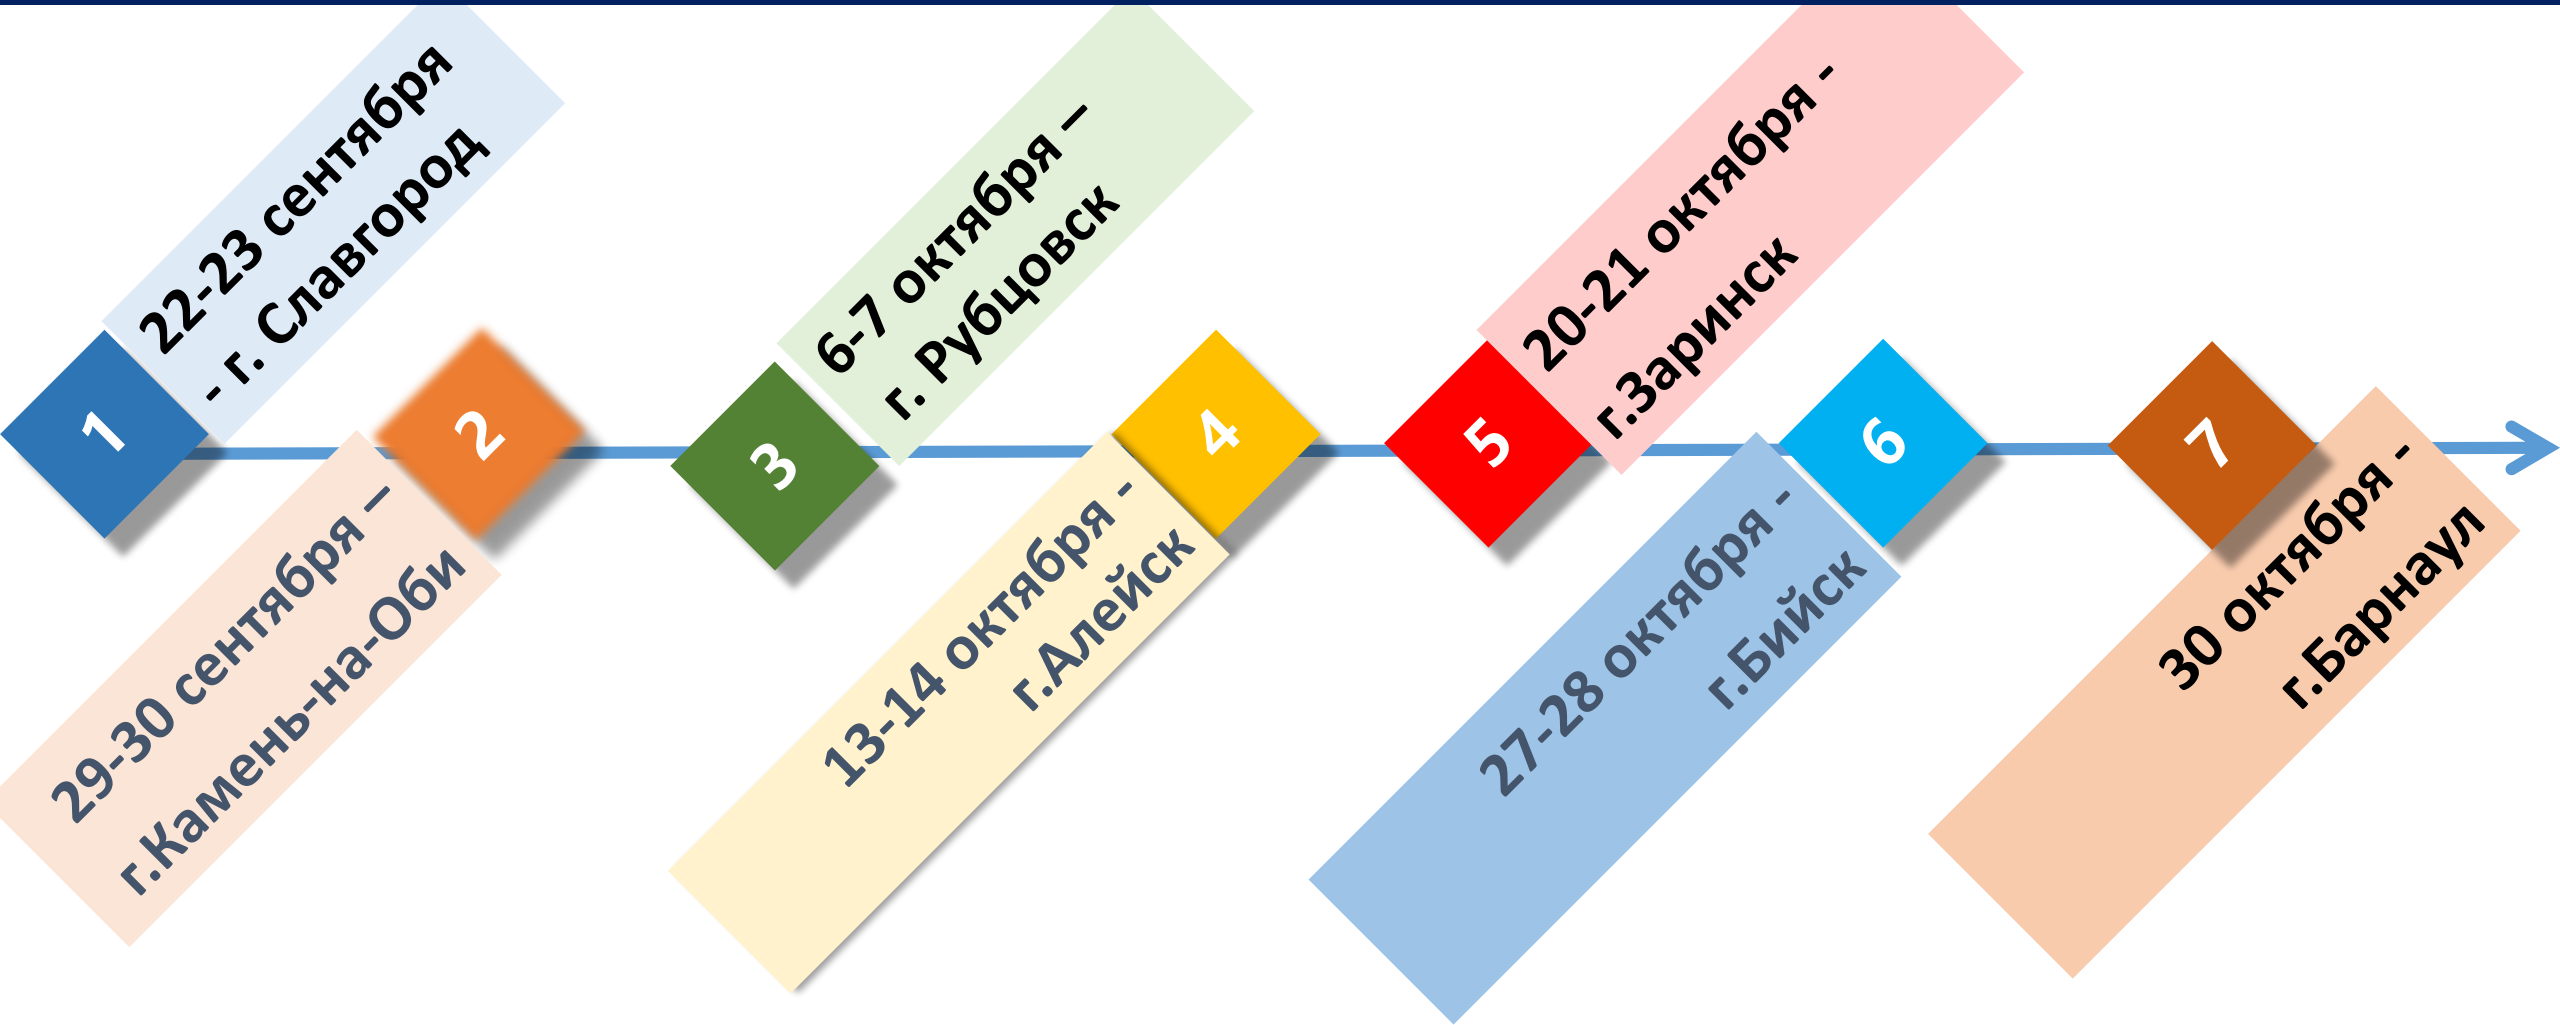 1
22-23 сентября
- г. Славгород
2
29-30 сентября –
г.Камень-на-Оби
3
6-7 октября –
г. Рубцовск
4
13-14 октября -
г.Алейск
5
20-21 октября -
г.Заринск
6
27-28 октября -
г.Бийск
7
30 октября -
г.Барнаул